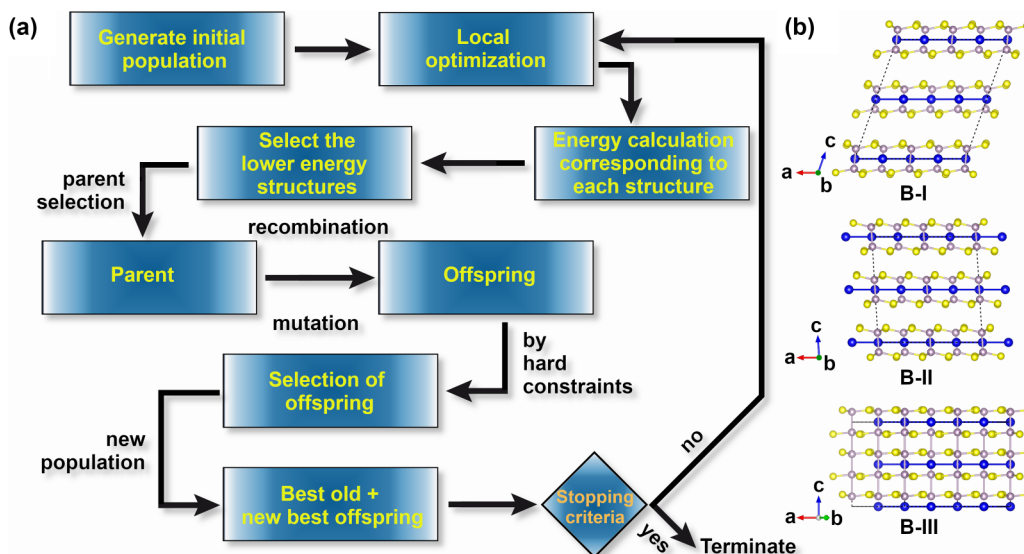 (a)
Generate initial
population
Local
optimization
Select the
lower energy
structures
Energy calculation
corresponding to
each structure
parent
selection
recombination
Parent
Offspring
mutation
by
hard
constraints
Selection of
offspring
new
population
Best old +
new best offspring
Stopping
criteria
no
yes
Terminate
(b)
c
a
b
B-I
c
a
b
B-II
c
a
b
B-III